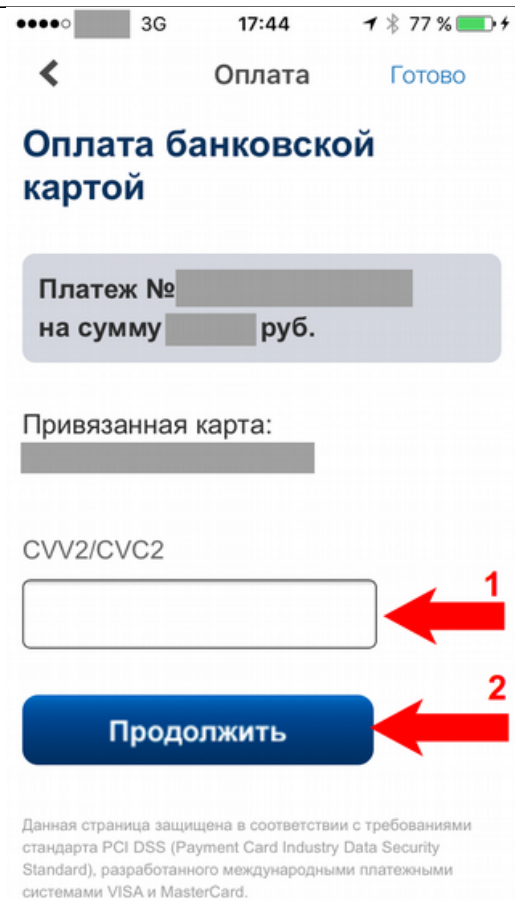 3G 17:44 77 %
Оплата Готово
Оплата банковской
картой
Платеж №
на сумму руб.
Привязанная карта:
CVV2/CVC2
1
2
Продолжить
Данная страница защищена в соответствии с требованиями
стандарта PCI DSS (Payment Card Industry Data Security
Standard), разработанного международными платежными
системами VISA и MasterCard.